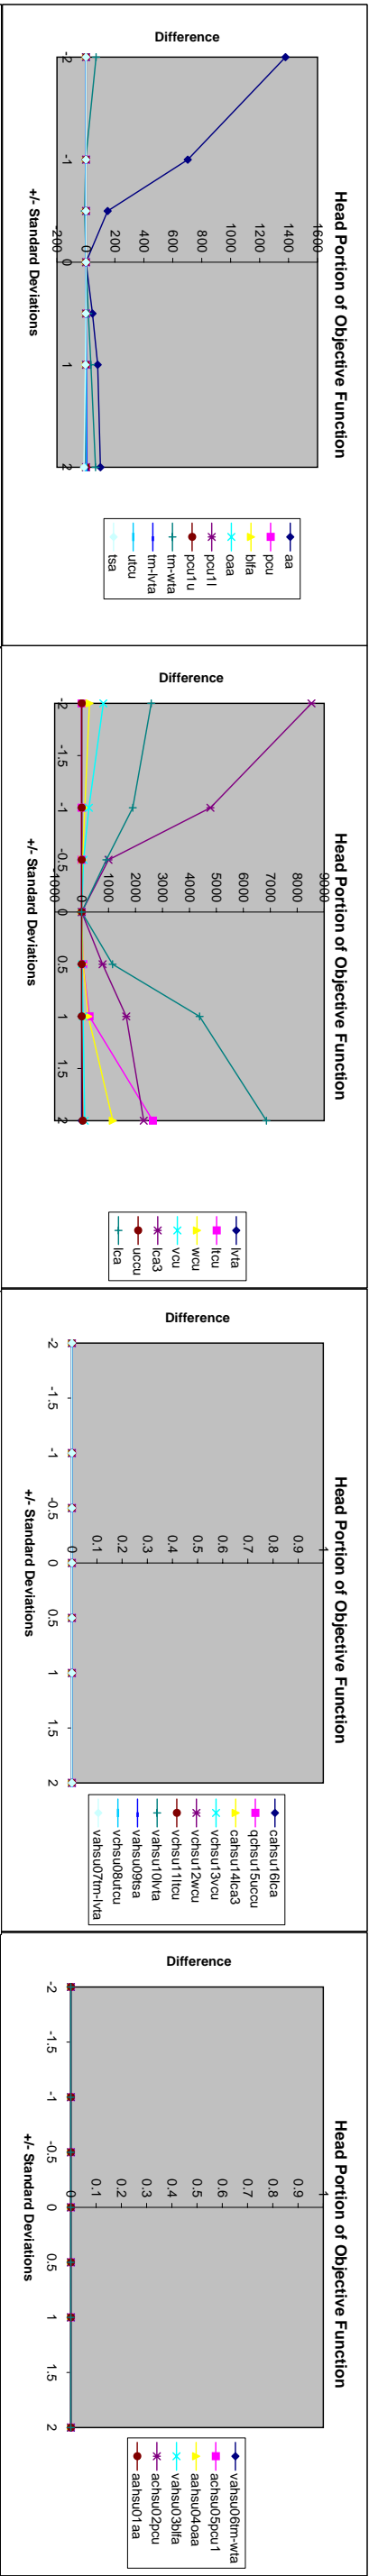 Head Portion of Objective Function
Difference
1600
1400
1200
1000
800
600
400
200
0
-200
-2
-1
0
1
2
+/- Standard Deviations
aa
pcu
blfa
oaa
pcu1l
pcu1u
tm-wta
tm-lvta
utcu
tsa
Head Portion of Objective Function
Difference
9000
8000
7000
6000
5000
4000
3000
2000
1000
0
-1000
-2
-1.5
-1
-0.5
0
0.5
1
1.5
2
+/- Standard Deviations
lvta
ltcu
wcu
vcu
lca3
uccu
lca
Head Portion of Objective Function
Difference
1
0.9
0.8
0.7
0.6
0.5
0.4
0.3
0.2
0.1
0
-2
-1.5
-1
-0.5
0
0.5
1
1.5
2
+/- Standard Deviations
cahsu16lca
qchsu15uccu
cahsu14lca3
vchsu13vcu
vchsu12wcu
vchsu11ltcu
vahsu10lvta
vahsu09tsa
vchsu08utcu
vahsu07tm-lvta
Head Portion of Objective Function
Difference
1
0.9
0.8
0.7
0.6
0.5
0.4
0.3
0.2
0.1
0
-2
-1.5
-1
-0.5
0
0.5
1
1.5
2
+/- Standard Deviations
vahsu06tm-wta
achsu05pcu1
aahsu04oaa
vahsu03blfa
achsu02pcu
aahsu01aa